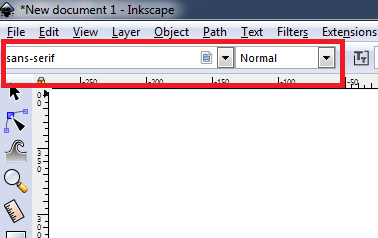 *New document 1 - Inkscape
File Edit View Layer Object Path Text Filters Extensions
sans-serif Normal
-250 -200 -150 -100 -50